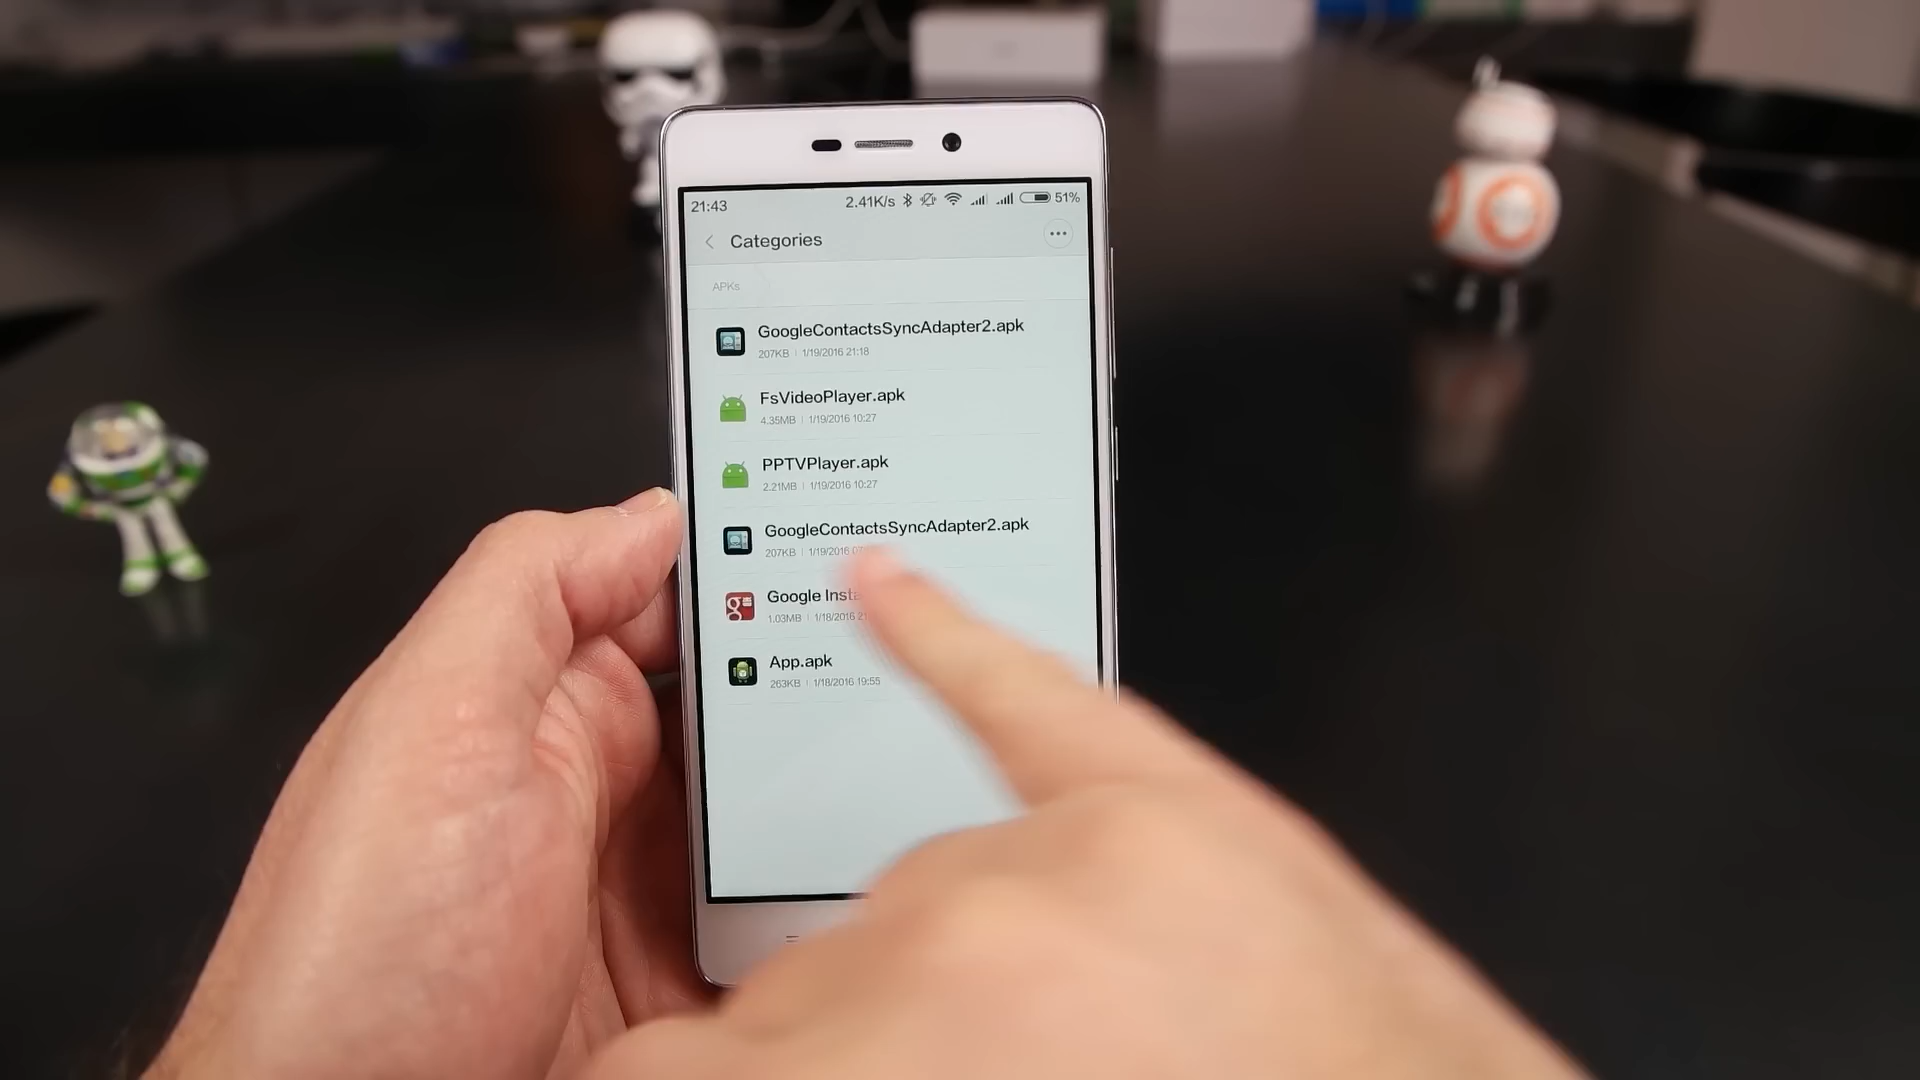 21:43 2.41K/s 51%
Categories
APKs
GoogleContactsSyncAdapter2.apk
207KB | 1/19/2016 21:18
FsVideoPlayer.apk
4.35MB | 1/19/2016 10:27
PPTVPlayer.apk
2.21MB | 1/19/2016 10:27
GoogleContactsSyncAdapter2.apk
207KB | 1/19/2016
Google
1.03MB | 1/18/2016
App.apk
263KB | 1/18/2016 19:55